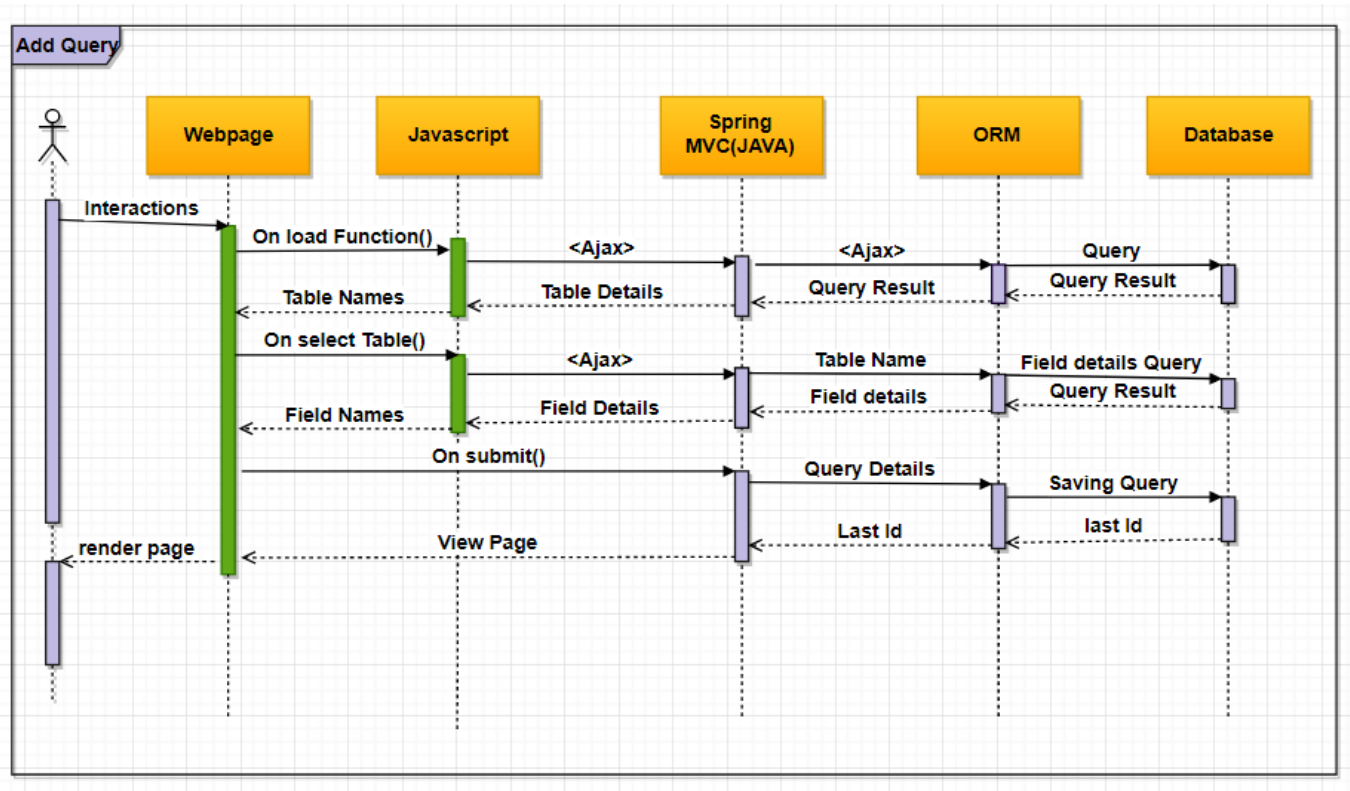 Add Query
Webpage
Javascript
Spring
MVC(JAVA)
ORM
Database
Interactions
On load Function()
<Ajax>
<Ajax>
Query
Table Names
Table Details
Query Result
Query Result
On select Table()
<Ajax>
Table Name
Field details Query
Field Names
Field Details
Field details
Query Result
On submit()
Query Details
Saving Query
render page
View Page
Last Id
last Id